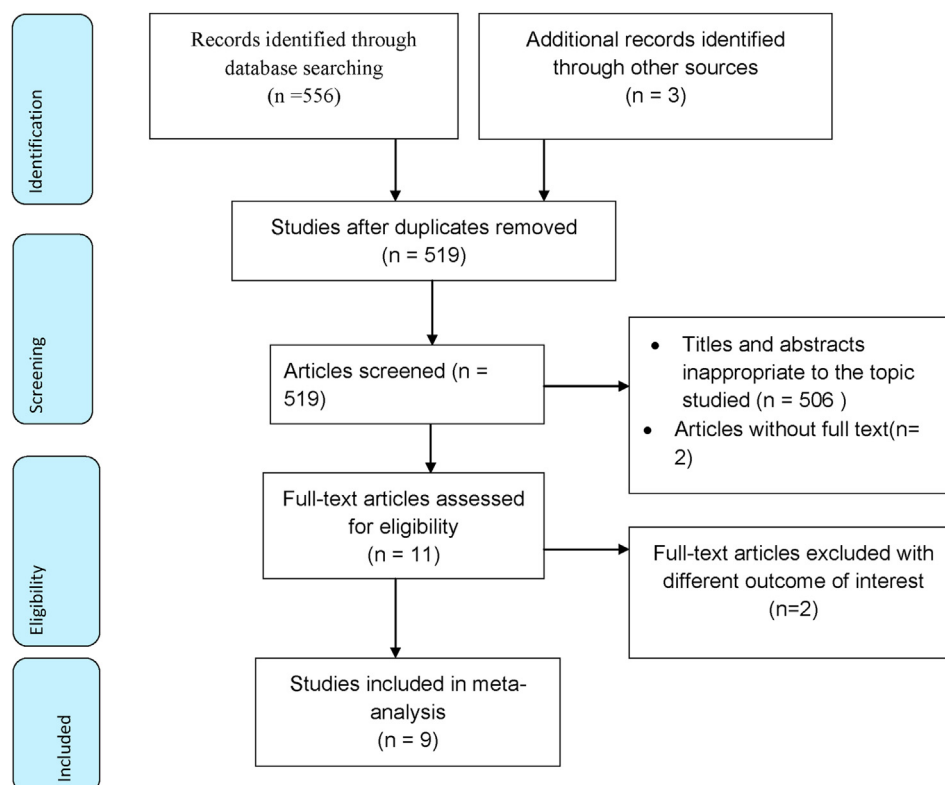 Identification
Records identified through
database searching
(n =556)
Additional records identified
through other sources
(n = 3)
Studies after duplicates removed
(n = 519)
Screening
Articles screened (n =
519)
• Titles and abstracts
inappropriate to the topic
studied (n = 506 )
• Articles without full text(n=
2)
Eligibility
Full-text articles assessed
for eligibility
(n = 11)
Full-text articles excluded with
different outcome of interest
(n=2)
Included
Studies included in meta-
analysis
(n = 9)